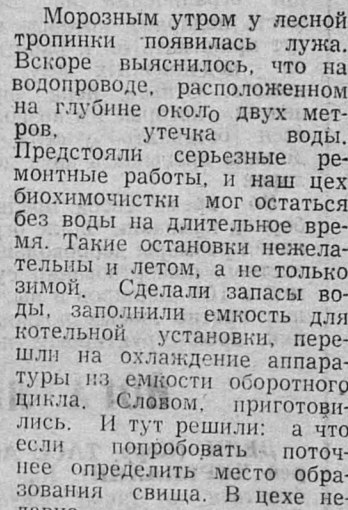 Морозным утром у лесной
тропинки появилась лужа.
Вскоре выяснилось, что на
водопроводе, расположенном
на глубине около двух мет-
ров, утечка воды.
Предстояли серьезные ре-
монтные работы, и наш цех
биохимочистки мог остаться
без воды на длительное вре-
мя. Такие остановки нежела-
тельны и летом, а не только
зимой. Сделали запасы во-
ды, заполнили емкость для
котельной установки, пере-
шли на охлаждение аппара-
туры из емкости оборотного
цикла. Словом, приготови-
лись. И тут решили: а что
если попробовать поточ-
нее определить место обра-
зования свища. В цехе не-